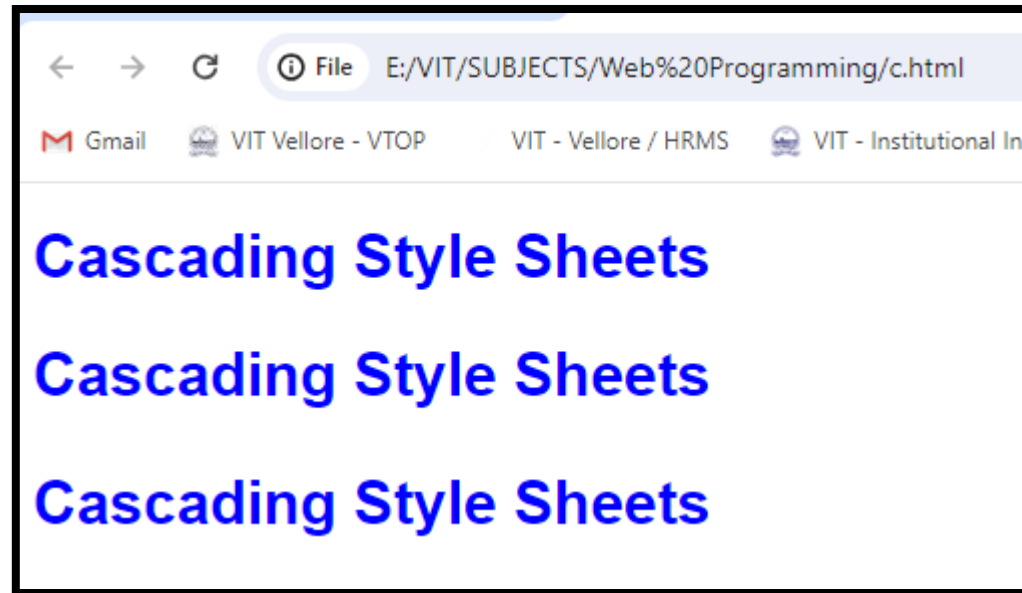 File E:/VIT/SUBJECTS/Web%20Programming/c.html
Gmail VIT Vellore - VTOP VIT - Vellore / HRMS VIT - Institutional In
Cascading Style Sheets
Cascading Style Sheets
Cascading Style Sheets